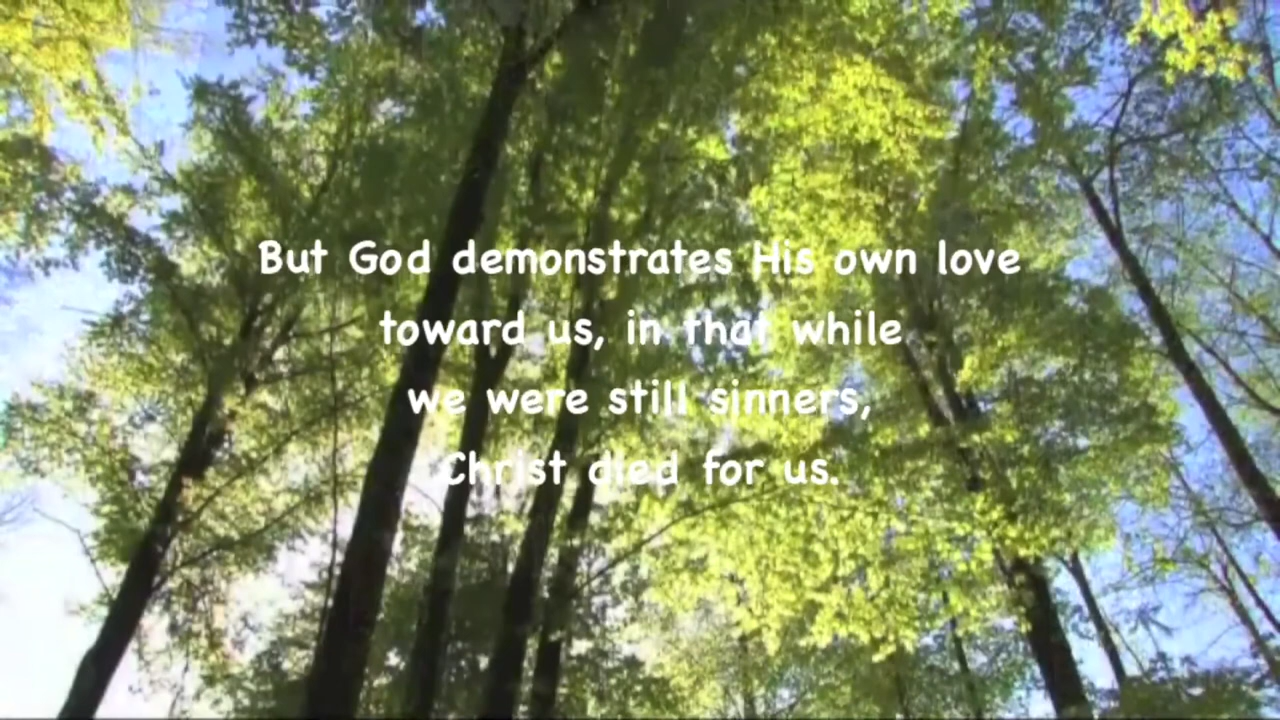 But God demonstrates His own love
toward us, in that while
we were still sinners,
Christ died for us.